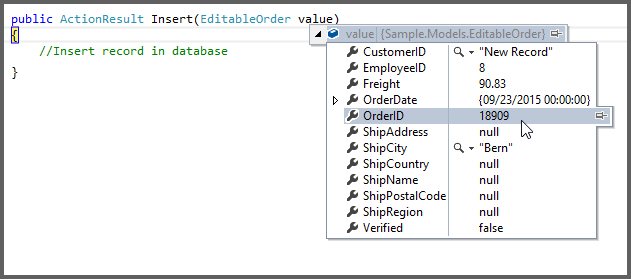 public ActionResult Insert(EditableOrder value)
{
value | {Sample.Models.EditableOrder}
//Insert record in database
}
CustomerID "New Record"
EmployeeID 8
Freight 90.83
OrderDate {09/23/2015 00:00:00}
OrderID 18909
ShipAddress null
ShipCity "Bern"
ShipCountry null
ShipName null
ShipPostalCode null
ShipRegion null
Verified false